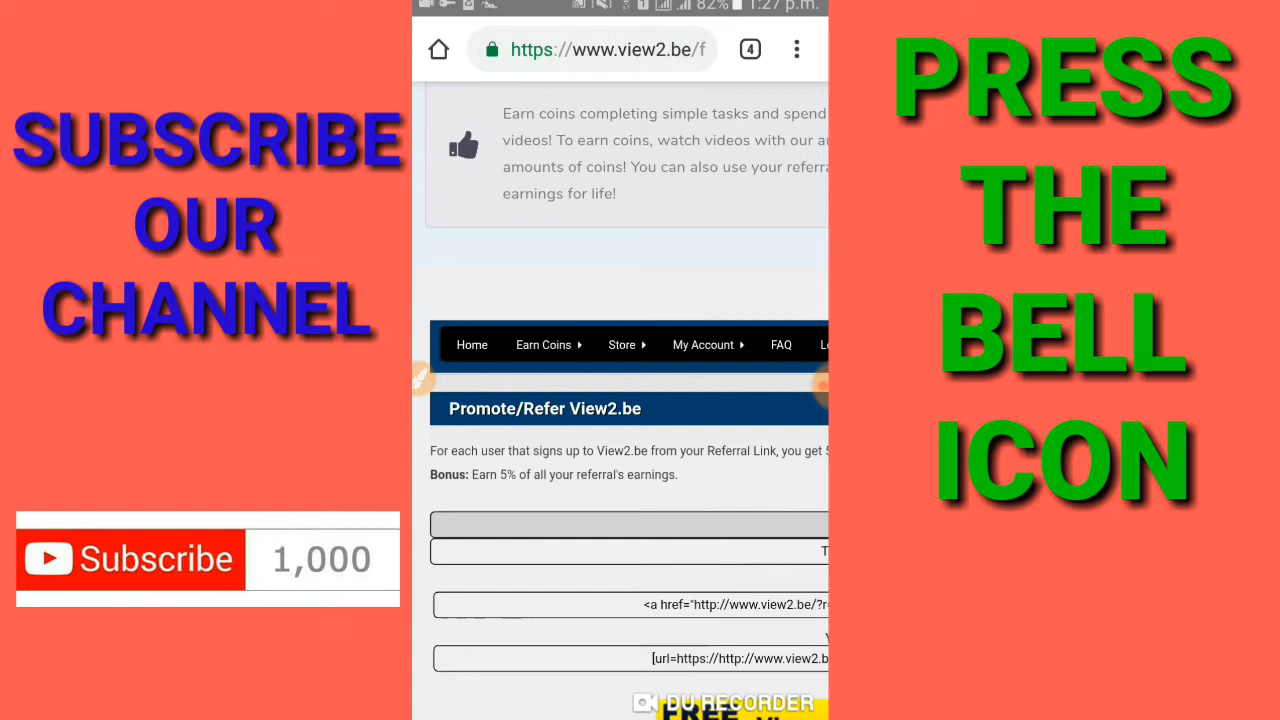 SUBSCRIBE
OUR
CHANNEL
Subscribe 1,000
82% 1:27 p.m.
https://www.view2.be/f
4
Earn coins completing simple tasks and spend
videos! To earn coins, watch videos with our au
amounts of coins! You can also use your referra
earnings for life!
Home Earn Coins Store My Account FAQ L
Promote/Refer View2.be
For each user that signs up to View2.be from your Referral Link, you get 5
Bonus: Earn 5% of all your referral's earnings.
T
<a href="http://www.view2.be/?r=
Y
[url=https://http://www.view2.b
DU RECORDER
FREE
PRESS
THE
BELL
ICON